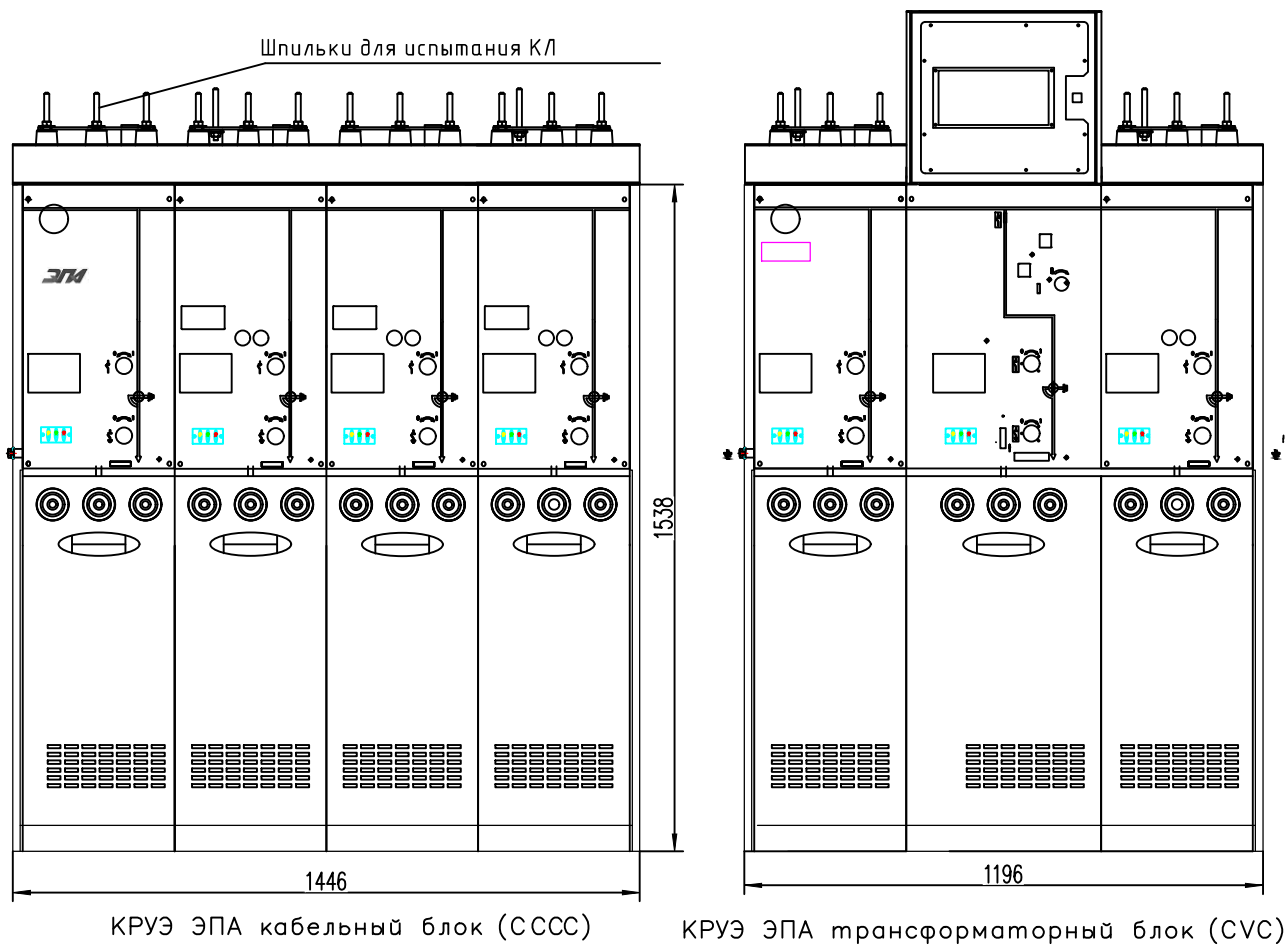 Шпильки для испытания КЛ
ЭПА
1538
1446
1196
КРУЭ ЭПА кабельный блок (СССС)
КРУЭ ЭПА трансформаторный блок (CVC)